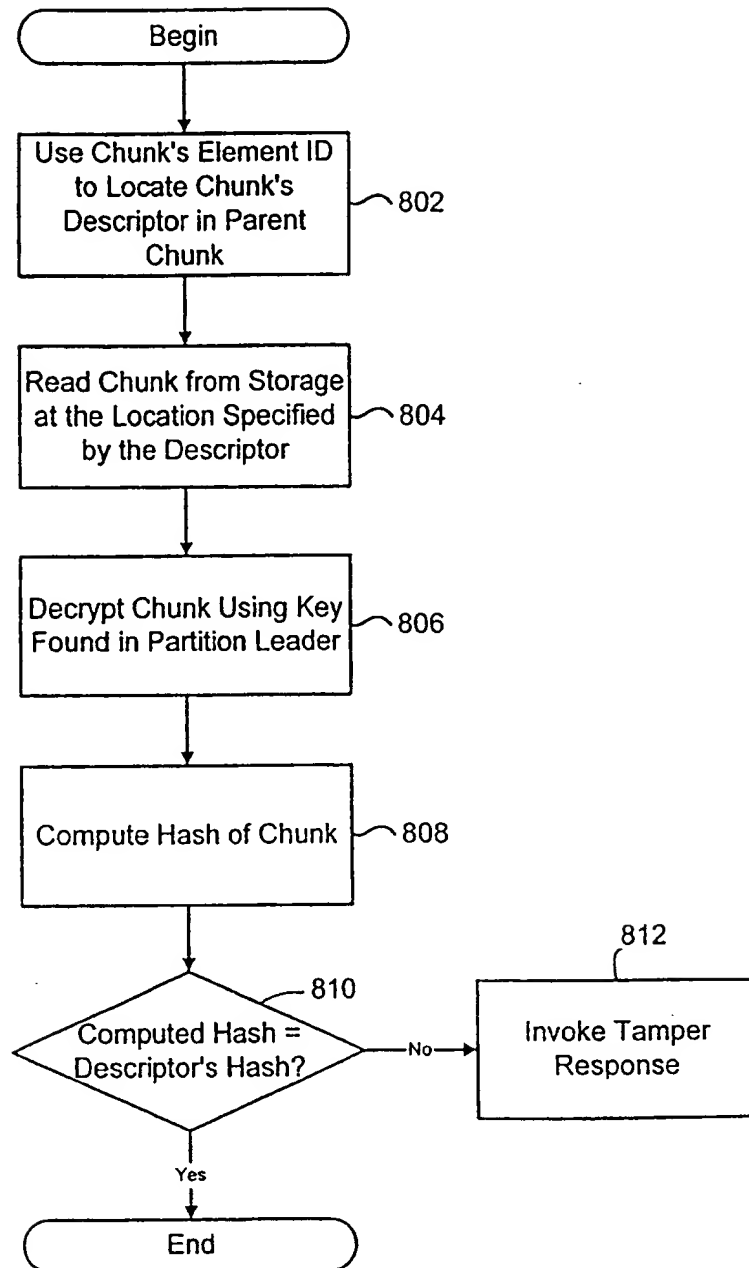 Begin
Use Chunk's Element ID
to Locate Chunk's
Descriptor in Parent
Chunk
802
Read Chunk from Storage
at the Location Specified
by the Descriptor
804
Decrypt Chunk Using Key
Found in Partition Leader
806
Compute Hash of Chunk
808
810
Computed Hash =
Descriptor's Hash?
No
812
Invoke Tamper
Response
Yes
End